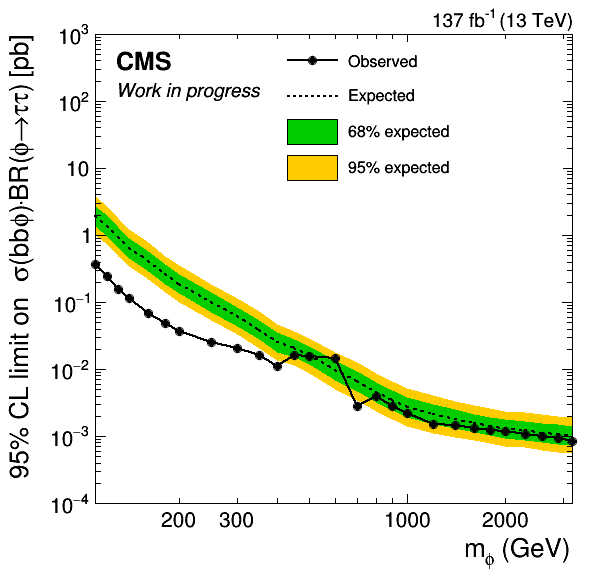 137 fb⁻¹ (13 TeV)
CMS
Work in progress
Observed
Expected
68% expected
95% expected
95% CL limit on σ(bbϕ)·BR(ϕ→ττ) [pb]
10³
10²
10
1
10⁻¹
10⁻²
10⁻³
10⁻⁴
200 300 1000 2000
m_ϕ (GeV)